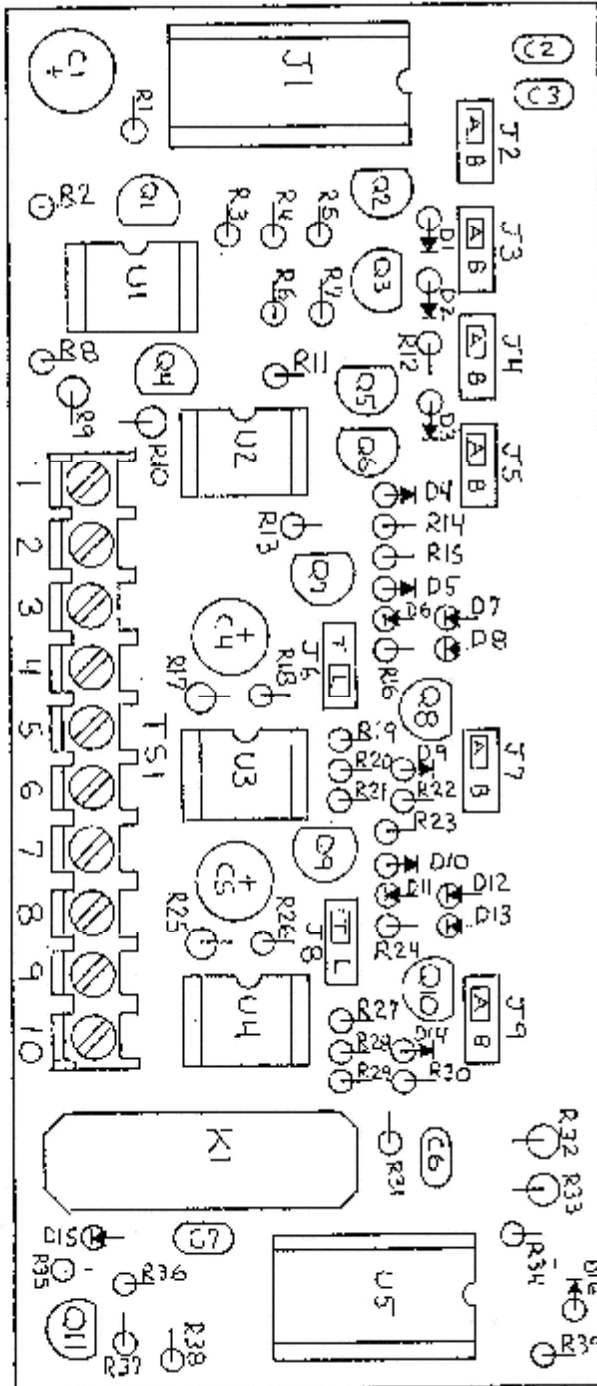 C1
+
J1
C2
C3
R1
J2
A B
R2
Q1
R3
R4
R5
Q2
D1
J3
A B
U1
R6
R7
Q3
D2
R8
Q4
R11
R12
J4
A B
R9
R10
U2
Q5
D3
Q6
J5
A B
1
2
3
4
5
6
7
8
9
10
TS1
D4
R14
R13
R15
Q7
D5
D6
D7
D8
C4
+
J6
T L
R16
R17
R18
Q8
U3
R19
R20
D9
R21
R22
J7
A B
R23
Q9
D10
C5
+
D11
D12
D13
R25
R26
J8
T L
R24
Q10
U4
R27
R28
D14
R29
R30
J9
A B
K1
R31
C6
R32
R33
D15
C7
R34
R35
R36
U5
D16
Q11
R37
R38
R39